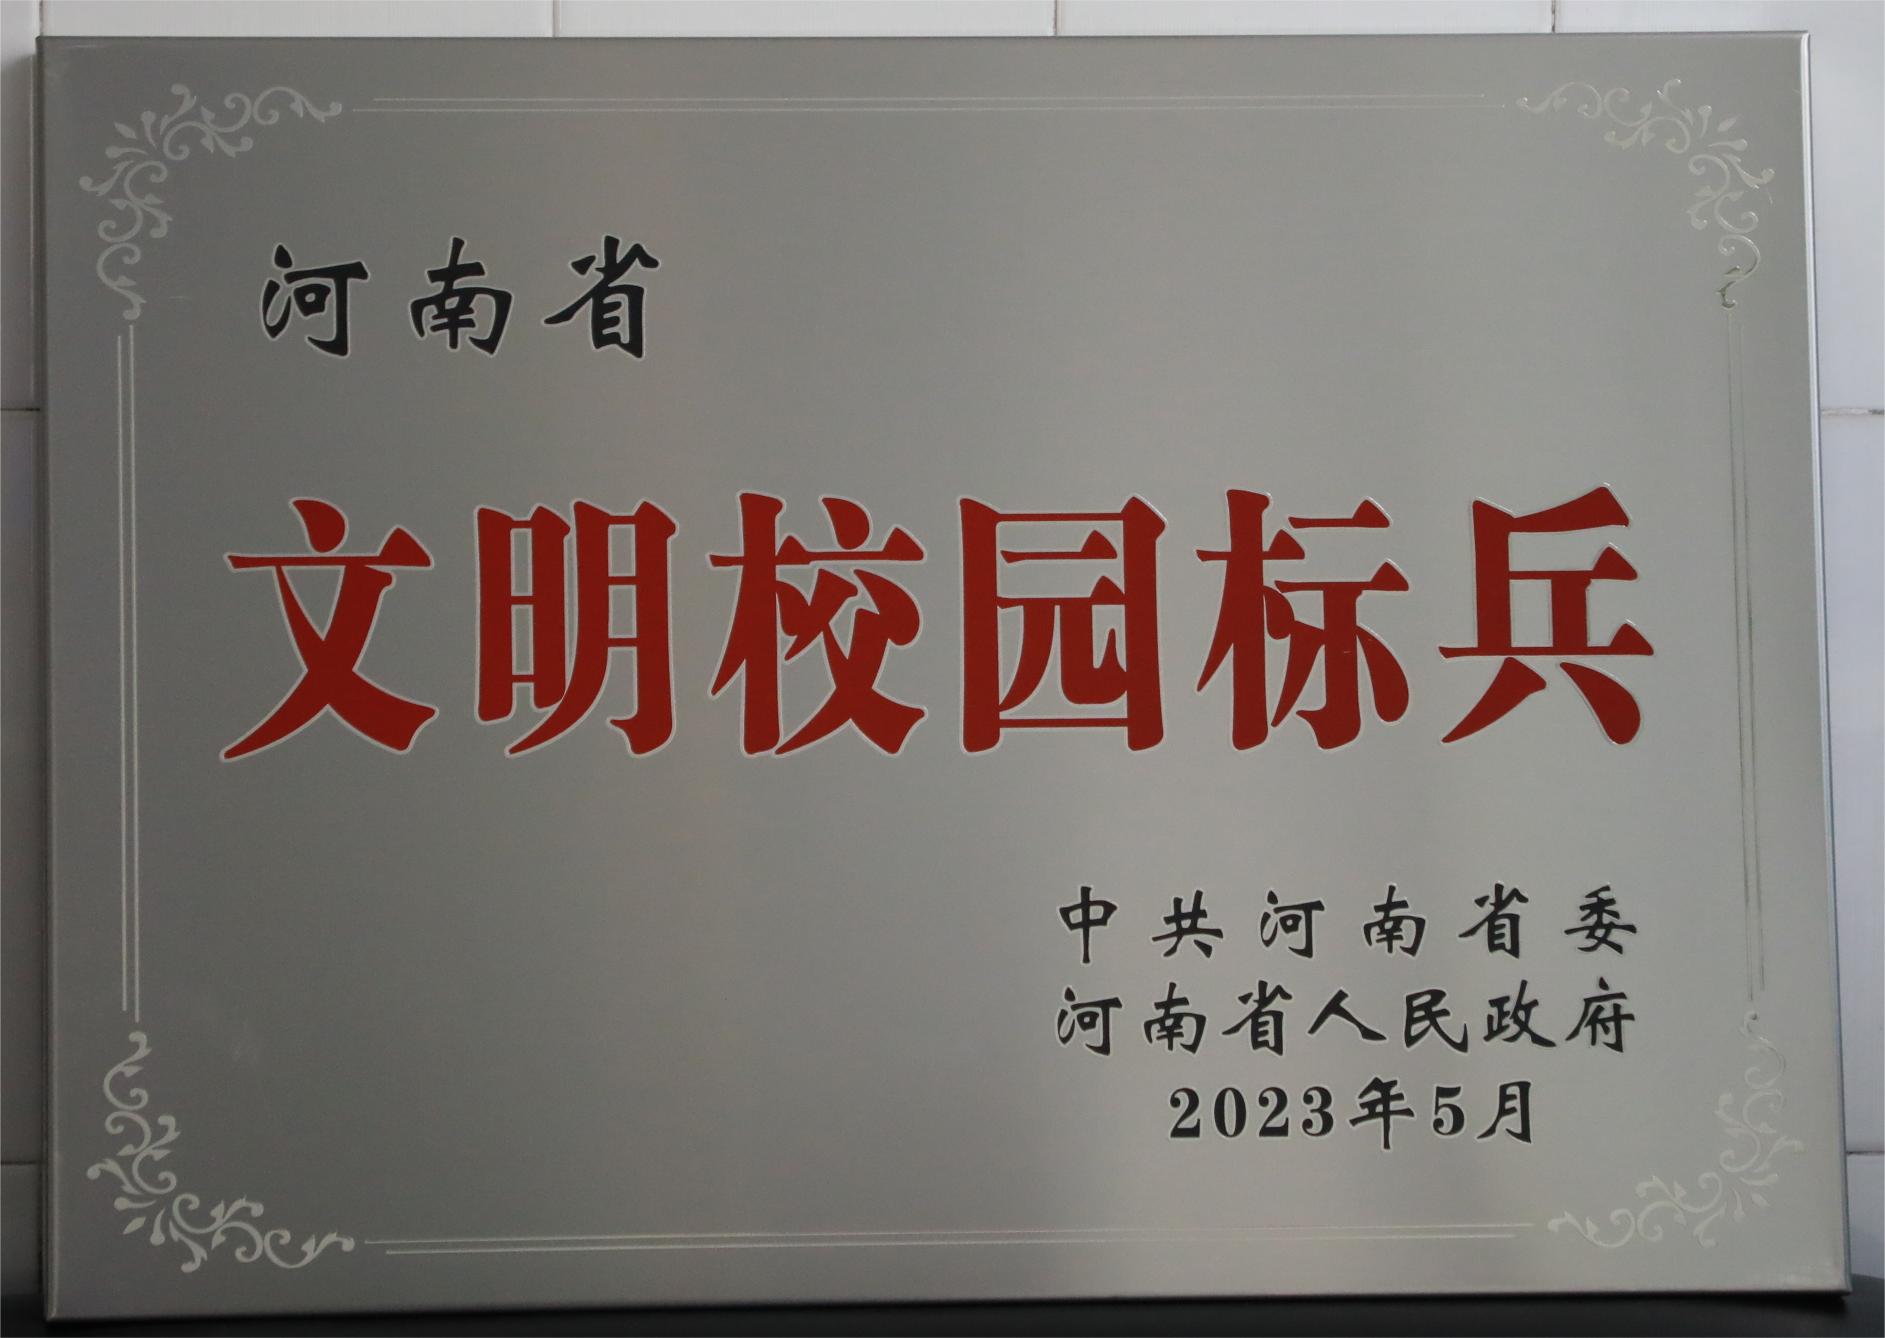 河南省
文明校园标兵
中共河南省委
河南省人民政府
2023年5月